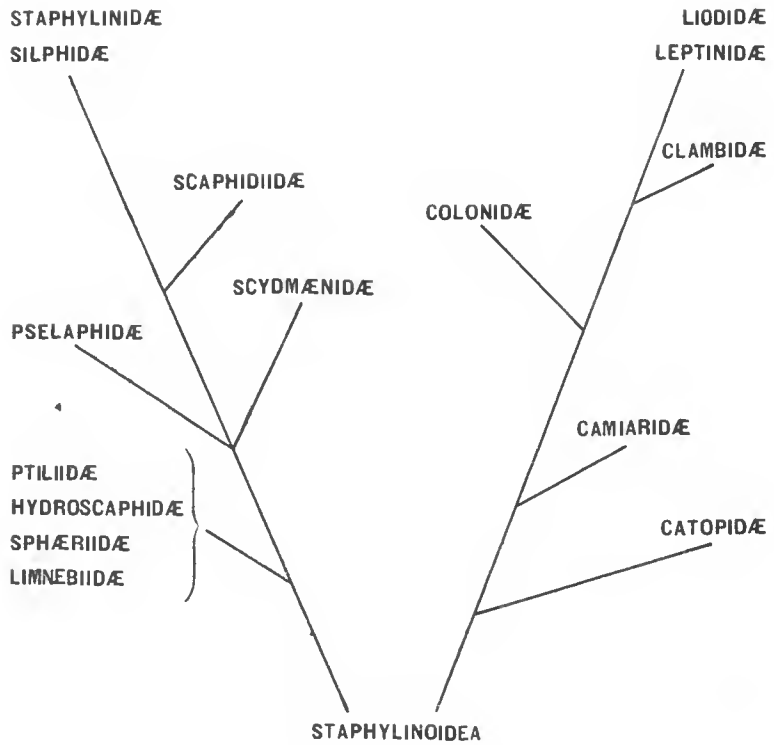 STAPHYLINIDÆ
SILPHIDÆ
LIODIDÆ
LEPTINIDÆ
CLAMBIDÆ
SCAPHIDIIDÆ
COLONIDÆ
SCYDMÆNIDÆ
PSELAPHIDÆ
CAMIARIDÆ
PTILIIDÆ
HYDROSCAPHIDÆ
SPHÆRIIDÆ
LIMNEBIIDÆ
CATOPIDÆ
STAPHYLINOIDEA